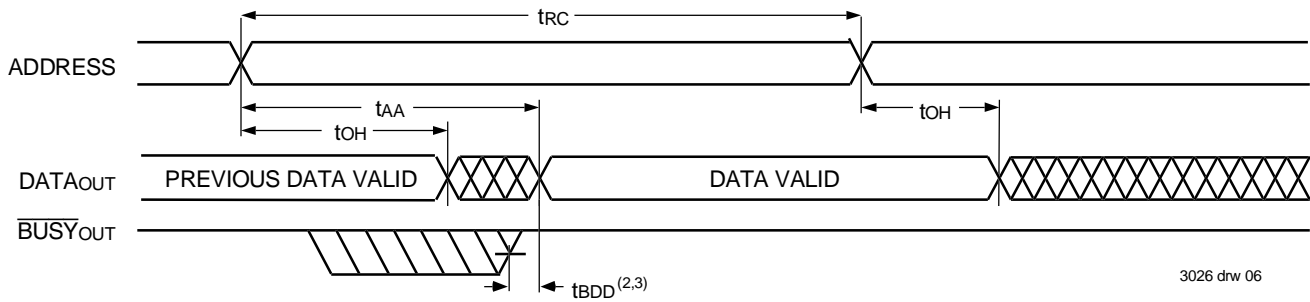 tRC
ADDRESS
tAA
tOH
tOH
DATAOUT
PREVIOUS DATA VALID
DATA VALID
BUSYOUT
tBDD(2,3)
3026 drw 06